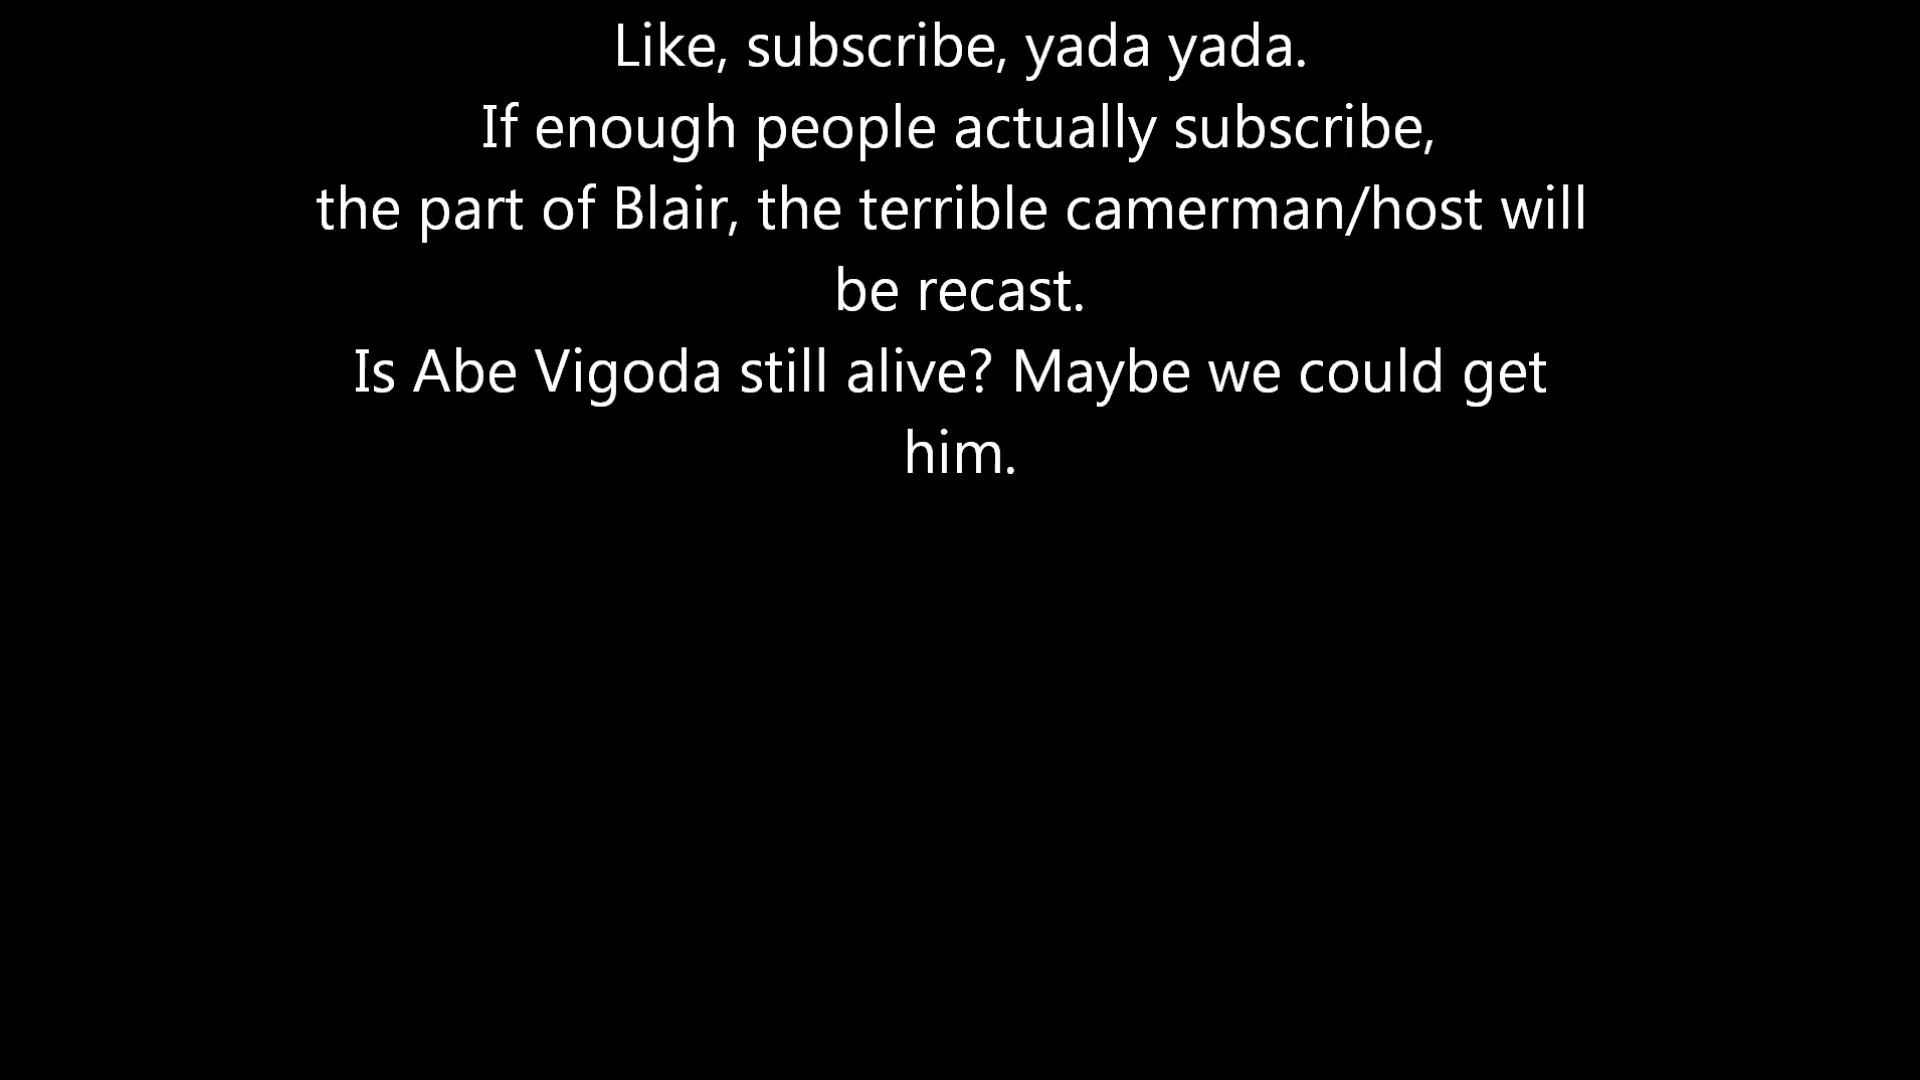 Like, subscribe, yada yada.
If enough people actually subscribe,
the part of Blair, the terrible camerman/host will
be recast.
Is Abe Vigoda still alive? Maybe we could get
him.